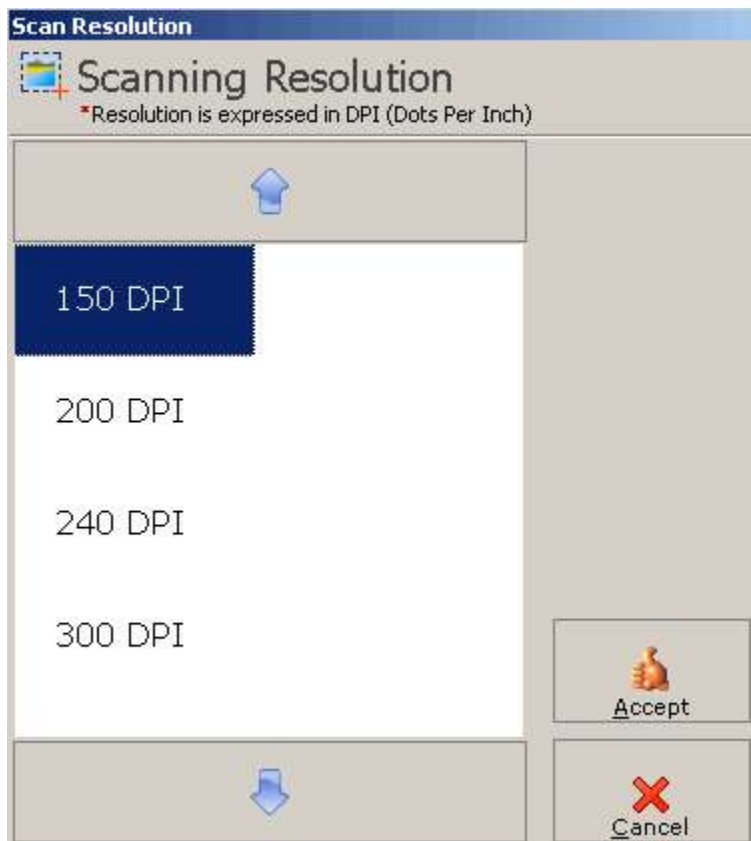 Scan Resolution
Scanning Resolution
*Resolution is expressed in DPI (Dots Per Inch)
150 DPI
200 DPI
240 DPI
300 DPI
Accept
Cancel